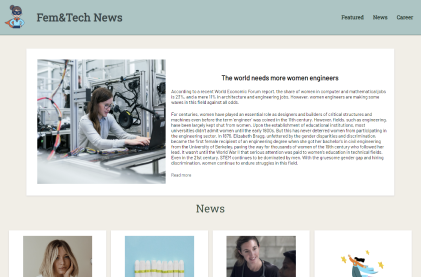 Fem&Tech News
Featured News Career
The world needs more women engineers
According to a recent World Economic Forum report, the share of women in computer and mathematical jobs
is 23%, and a mere 11% in architecture and engineering jobs. However, women engineers are making some
waves in this field against all odds.
For centuries, women have played an essential role as designers and builders of critical structures and
machines even before the term engineer was coined in the 11th century. However, fields, such as engineering
have been largely kept shut from women. Upon the establishment of educational institutions, most
universities didn't admit women until the early 1800s. But this has never deterred women from participating in
the engineering sector. In 1876, Elizabeth Bragg, unfettered by the gender disparities and discrimination
became the first female recipient of an engineering degree when she got her bachelor's civil engineering
from the University of Berkeley, paving the way for thousands of women of the 19th century who followed her
lead. It wasn't until the World War II that serious attention was paid to women's education in technical fields.
Even in the 21st century, STEM continues to be dominated by men. With the gruesome gender gap and hiring
discrimination, women continue to endure struggles in this field.
Read more
News